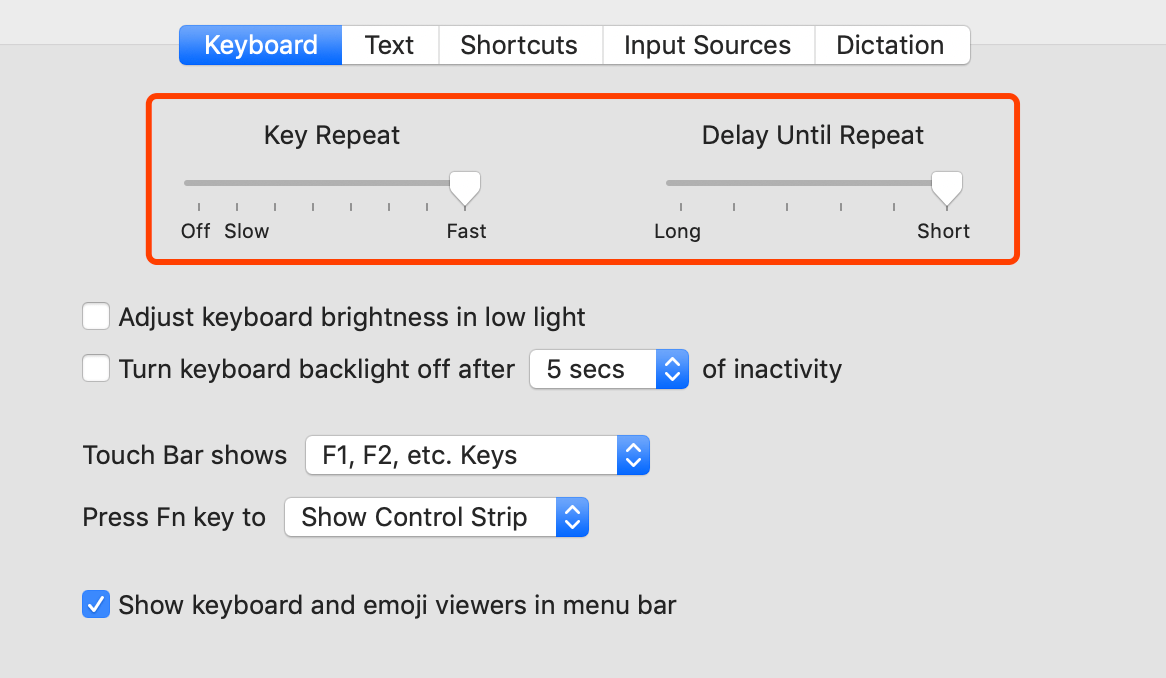 Keyboard Text Shortcuts Input Sources Dictation
Key Repeat Delay Until Repeat
Off Slow Fast Long Short
Adjust keyboard brightness in low light
Turn keyboard backlight off after 5 secs of inactivity
Touch Bar shows F1, F2, etc. Keys
Press Fn key to Show Control Strip
Show keyboard and emoji viewers in menu bar